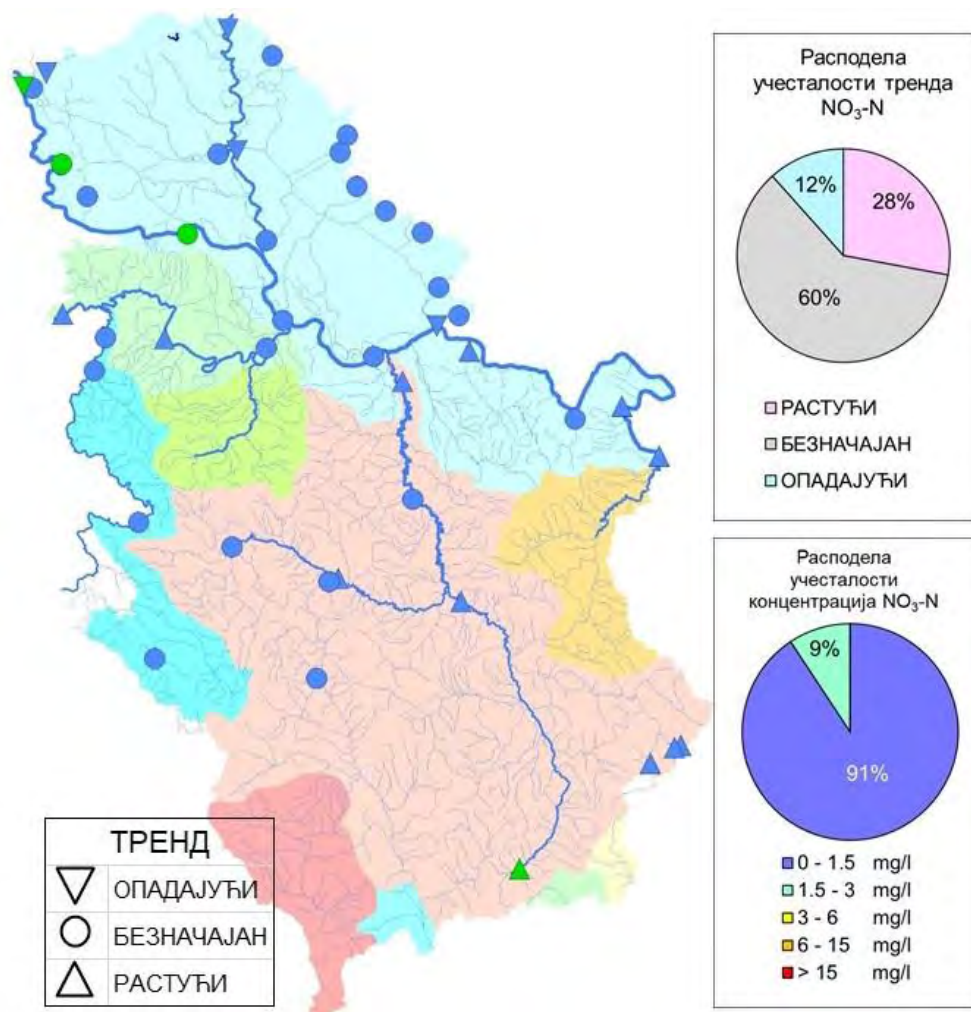 Расподела
учесталости тренда
NO₃-N
12%
28%
60%
РАСТУЋИ
БЕЗНАЧАЈАН
ОПАДАЈУЋИ
Расподела
учесталости
концентрација NO₃-N
9%
91%
0 - 1.5 mg/l
1.5 - 3 mg/l
3 - 6 mg/l
6 - 15 mg/l
> 15 mg/l
ТРЕНД
ОПАДАЈУЋИ
БЕЗНАЧАЈАН
РАСТУЋИ